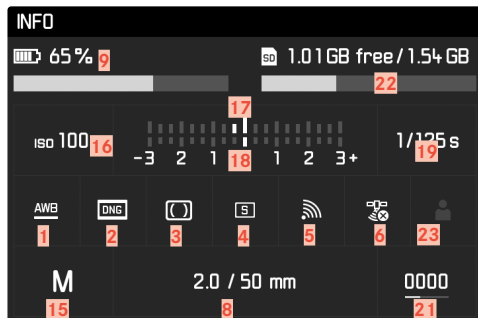 INFO
65% 9 SD 1.01GB free/1.54 GB
22
17
ISO 100 16 1/125 s 19
-3 2 1 18 1 2 3+
AWB DNG S 23
1 2 3 4 5 6
M 2.0 / 50 mm 0000
15 8 21